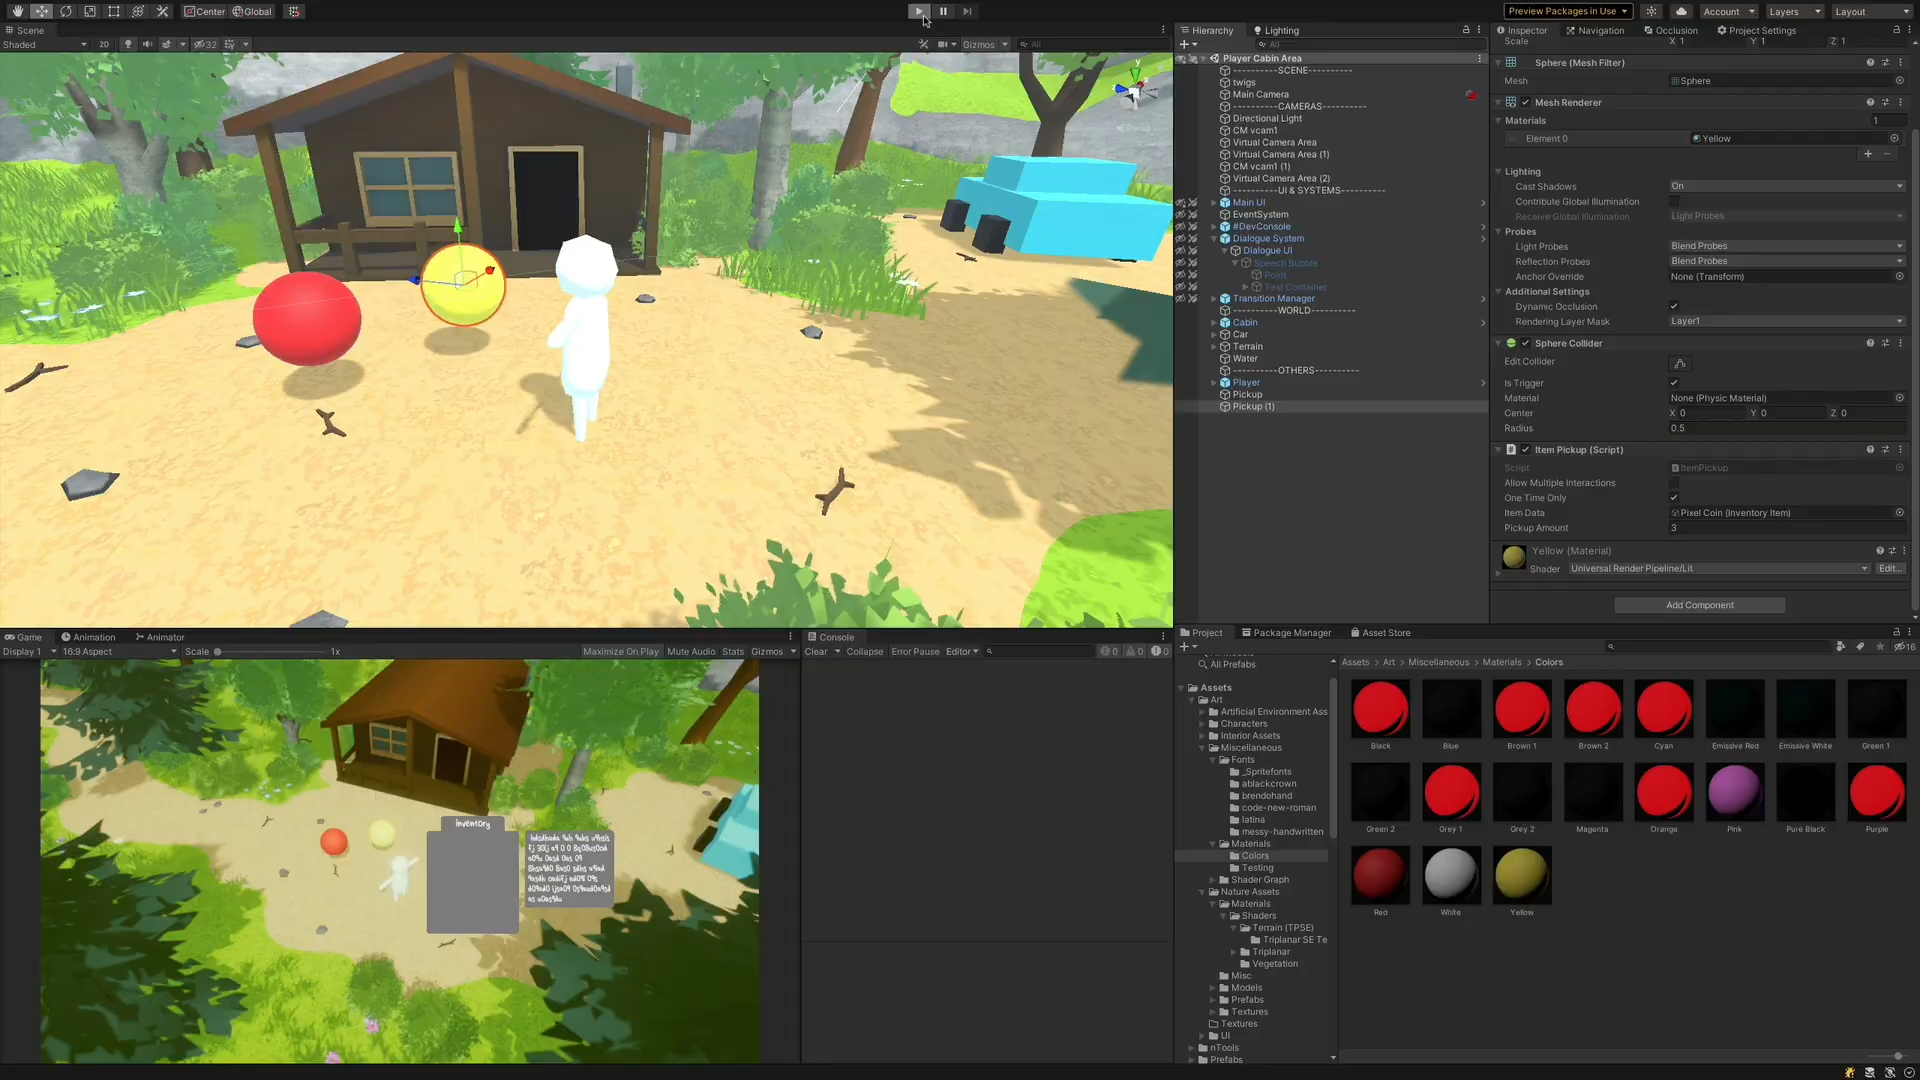 Center Global
Preview Packages in Use Account Layers Layout
Scene
Shaded 2D 32 Gizmos All
Hierarchy Lighting
All
Player Cabin Area
----------SCENE----------
twigs
Main Camera
----------CAMERAS----------
Directional Light
CM vcam1
Virtual Camera Area
Virtual Camera Area (1)
CM vcam1 (1)
Virtual Camera Area (2)
----------UI & SYSTEMS----------
Main UI
EventSystem
#DevConsole
Dialogue System
Dialogue UI
Speech Bubble
Point
Text Container
Transition Manager
----------WORLD----------
Cabin
Car
Terrain
Water
----------OTHERS----------
Player
Pickup
Pickup (1)
Inspector Navigation Occlusion Project Settings
Scale X 1 Y 1 Z 1
Sphere (Mesh Filter)
Mesh Sphere
Mesh Renderer
Materials 1
Element 0 Yellow
Lighting
Cast Shadows On
Contribute Global Illumination
Receive Global Illumination Light Probes
Probes
Light Probes Blend Probes
Reflection Probes Blend Probes
Anchor Override None (Transform)
Additional Settings
Dynamic Occlusion
Rendering Layer Mask Layer1
Sphere Collider
Edit Collider
Is Trigger
Material None (Physic Material)
Center X 0 Y 0 Z 0
Radius 0.5
Item Pickup (Script)
Script ItemPickup
Allow Multiple Interactions
One Time Only
Item Data Pixel Coin (Inventory Item)
Pickup Amount 3
Yellow (Material)
Shader Universal Render Pipeline/Lit Edit...
Add Component
Game Animation Animator
Display 1 16:9 Aspect Scale 1x Maximize On Play Mute Audio Stats Gizmos
inventory
Console
Clear Collapse Error Pause Editor 0 0 0
Project Package Manager Asset Store
16
All Prefabs
Assets
Art
Artificial Environment Ass
Characters
Interior Assets
Miscellaneous
Fonts
_Spritefonts
ablackcrown
brendohand
code-new-roman
latina
messy-handwritten
Materials
Colors
Testing
Shader Graph
Nature Assets
Materials
Shaders
Terrain (TPSE)
Triplanar SE Te
Triplanar
Vegetation
Misc
Models
Prefabs
Textures
Textures
UI
nTools
Prefabs
Assets > Art > Miscellaneous > Materials > Colors
Black Blue Brown 1 Brown 2 Cyan Emissive Red Emissive White Green 1
Green 2 Grey 1 Grey 2 Magenta Orange Pink Pure Black Purple
Red White Yellow